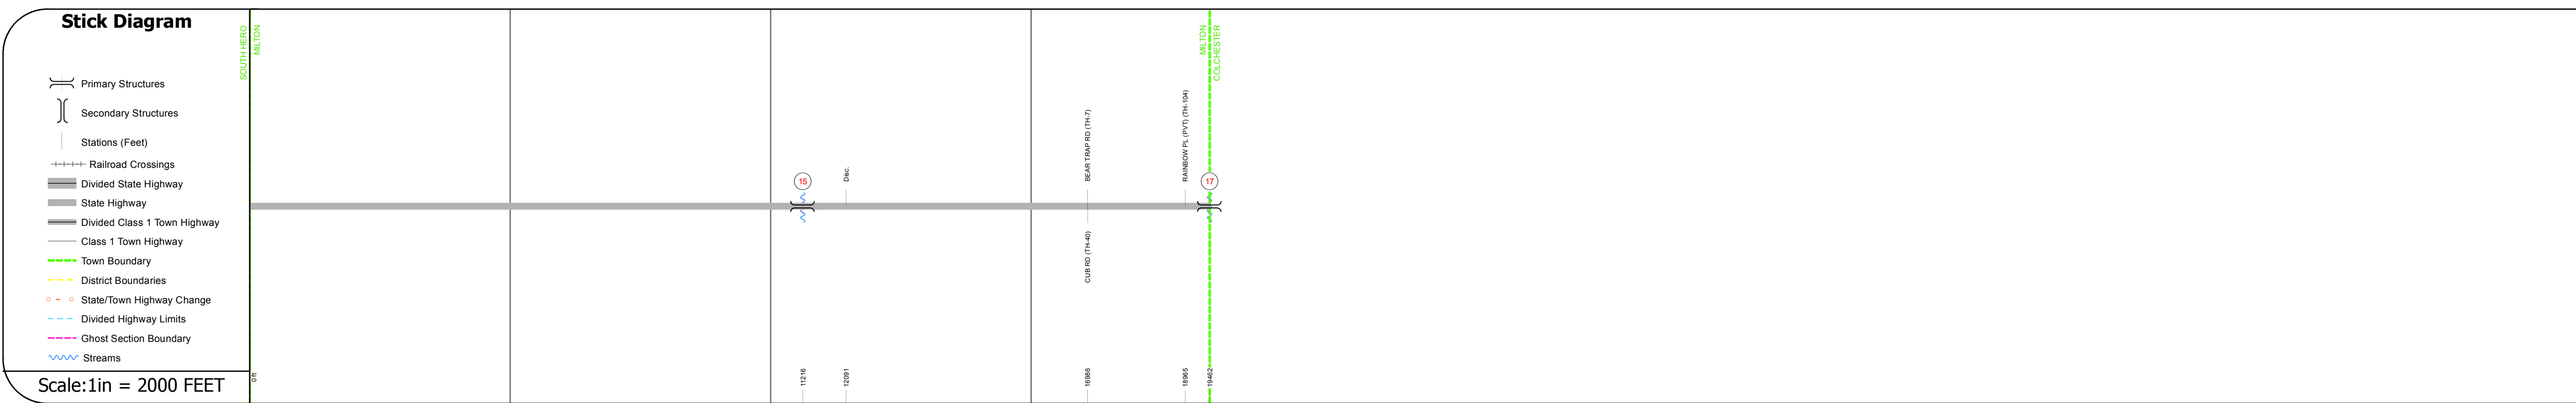 Stick Diagram
Primary Structures
Secondary Structures
Stations (Feet)
Railroad Crossings
Divided State Highway
State Highway
Divided Class 1 Town Highway
Class 1 Town Highway
Town Boundary
District Boundaries
State/Town Highway Change
Divided Highway Limits
Ghost Section Boundary
Streams
Scale:1in = 2000 FEET
SOUTH HERO
MILTON
0 ft
15
11216
Disc.
12091
BEAR TRAP RD (TH-7)
CUB RD (TH-40)
16986
RAINBOW PL (PVT) (TH-104)
18965
MILTON
COLCHESTER
17
19462